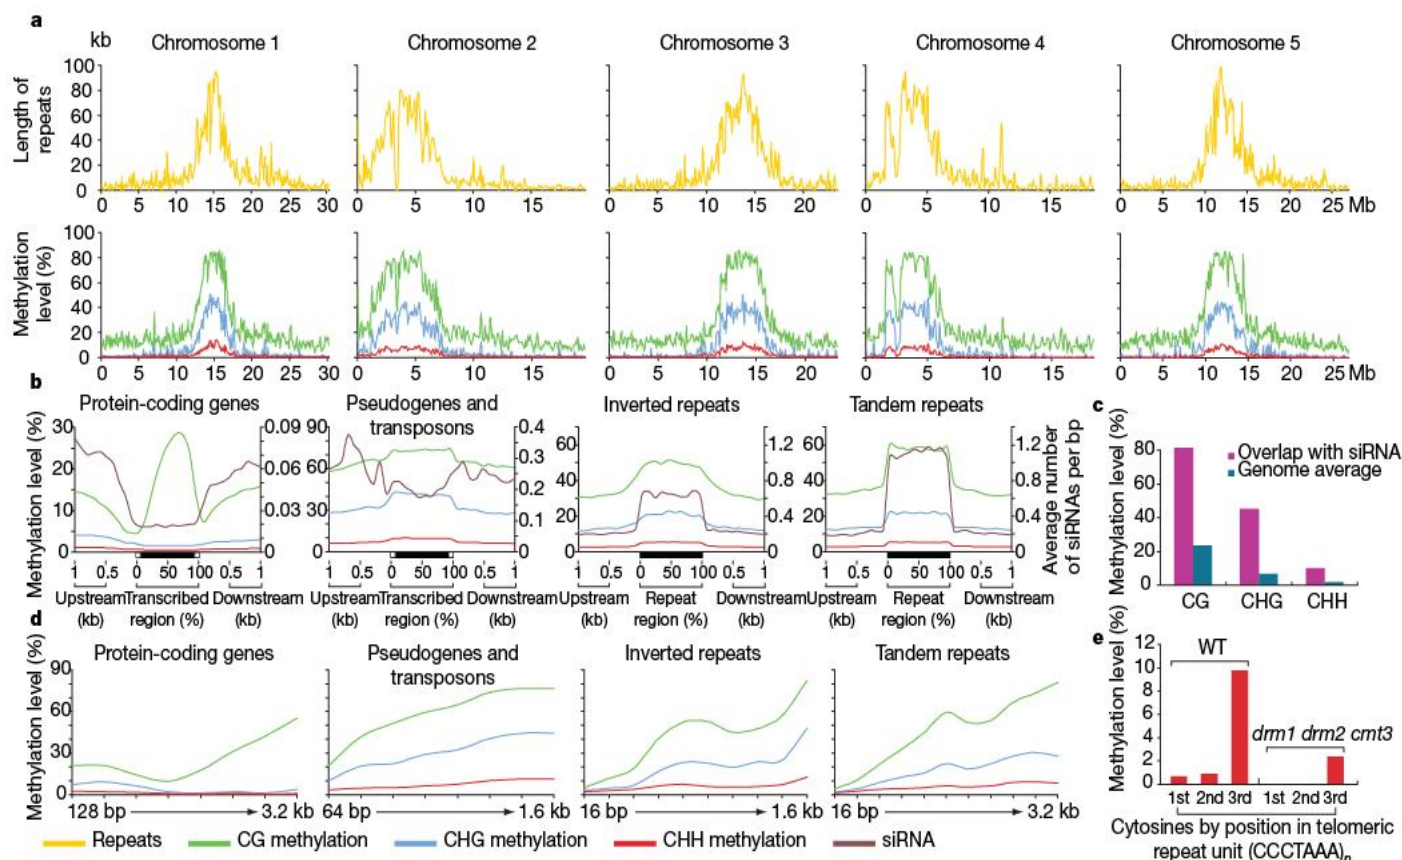 a
kb
Chromosome 1
Chromosome 2
Chromosome 3
Chromosome 4
Chromosome 5
Length of
repeats
100
80
60
40
20
0
0 5 10 15 20 25 30
0 5 10 15
0 5 10 15 20
0 5 10 15
0 5 10 15 20 25 Mb
Methylation
level (%)
100
80
60
40
20
0
0 5 10 15 20 25 30
0 5 10 15
0 5 10 15 20
0 5 10 15
0 5 10 15 20 25 Mb
b
Protein-coding genes
Methylation level (%)
30
20
10
0
0.09
0.06
0.03
0
1 0.5 0 50 100 0.5 1
Upstream Transcribed Downstream
(kb) region (%) (kb)
Pseudogenes and
transposons
90
60
30
0
0.4
0.3
0.2
0.1
0
1 0.5 0 50 100 0.5 1
Upstream Transcribed Downstream
(kb) region (%) (kb)
Inverted repeats
60
40
20
0
1.2
0.8
0.4
0
1 0.5 0 50 100 0.5 1
Upstream Repeat Downstream
(kb) region (%) (kb)
Tandem repeats
60
40
20
0
1.2
0.8
0.4
0
1 0.5 0 50 100 0.5 1
Upstream Repeat Downstream
(kb) region (%) (kb)
Average number
of siRNAs per bp
c
Methylation level (%)
80
60
40
20
0
Overlap with siRNA
Genome average
CG CHG CHH
d
Methylation level (%)
90
60
30
0
Protein-coding genes
128 bp 3.2 kb
Pseudogenes and
transposons
64 bp 1.6 kb
Inverted repeats
16 bp 1.6 kb
Tandem repeats
16 bp 3.2 kb
e
Methylation level (%)
12
10
8
6
4
2
0
WT
drm1 drm2 cmt3
1st 2nd 3rd 1st 2nd 3rd
Cytosines by position in telomeric
repeat unit (CCCTAAA)n
Repeats
CG methylation
CHG methylation
CHH methylation
siRNA